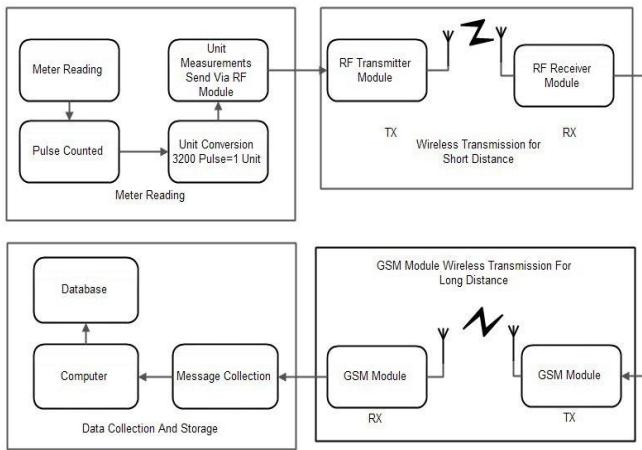 Meter Reading
Pulse Counted
Unit
Measurements
Send Via RF
Module
Unit Conversion
3200 Pulse=1 Unit
Meter Reading
RF Transmitter
Module
RF Receiver
Module
TX
RX
Wireless Transmission for
Short Distance
Database
Computer
Message Collection
Data Collection And Storage
GSM Module Wireless Transmission For
Long Distance
GSM Module
GSM Module
RX
TX